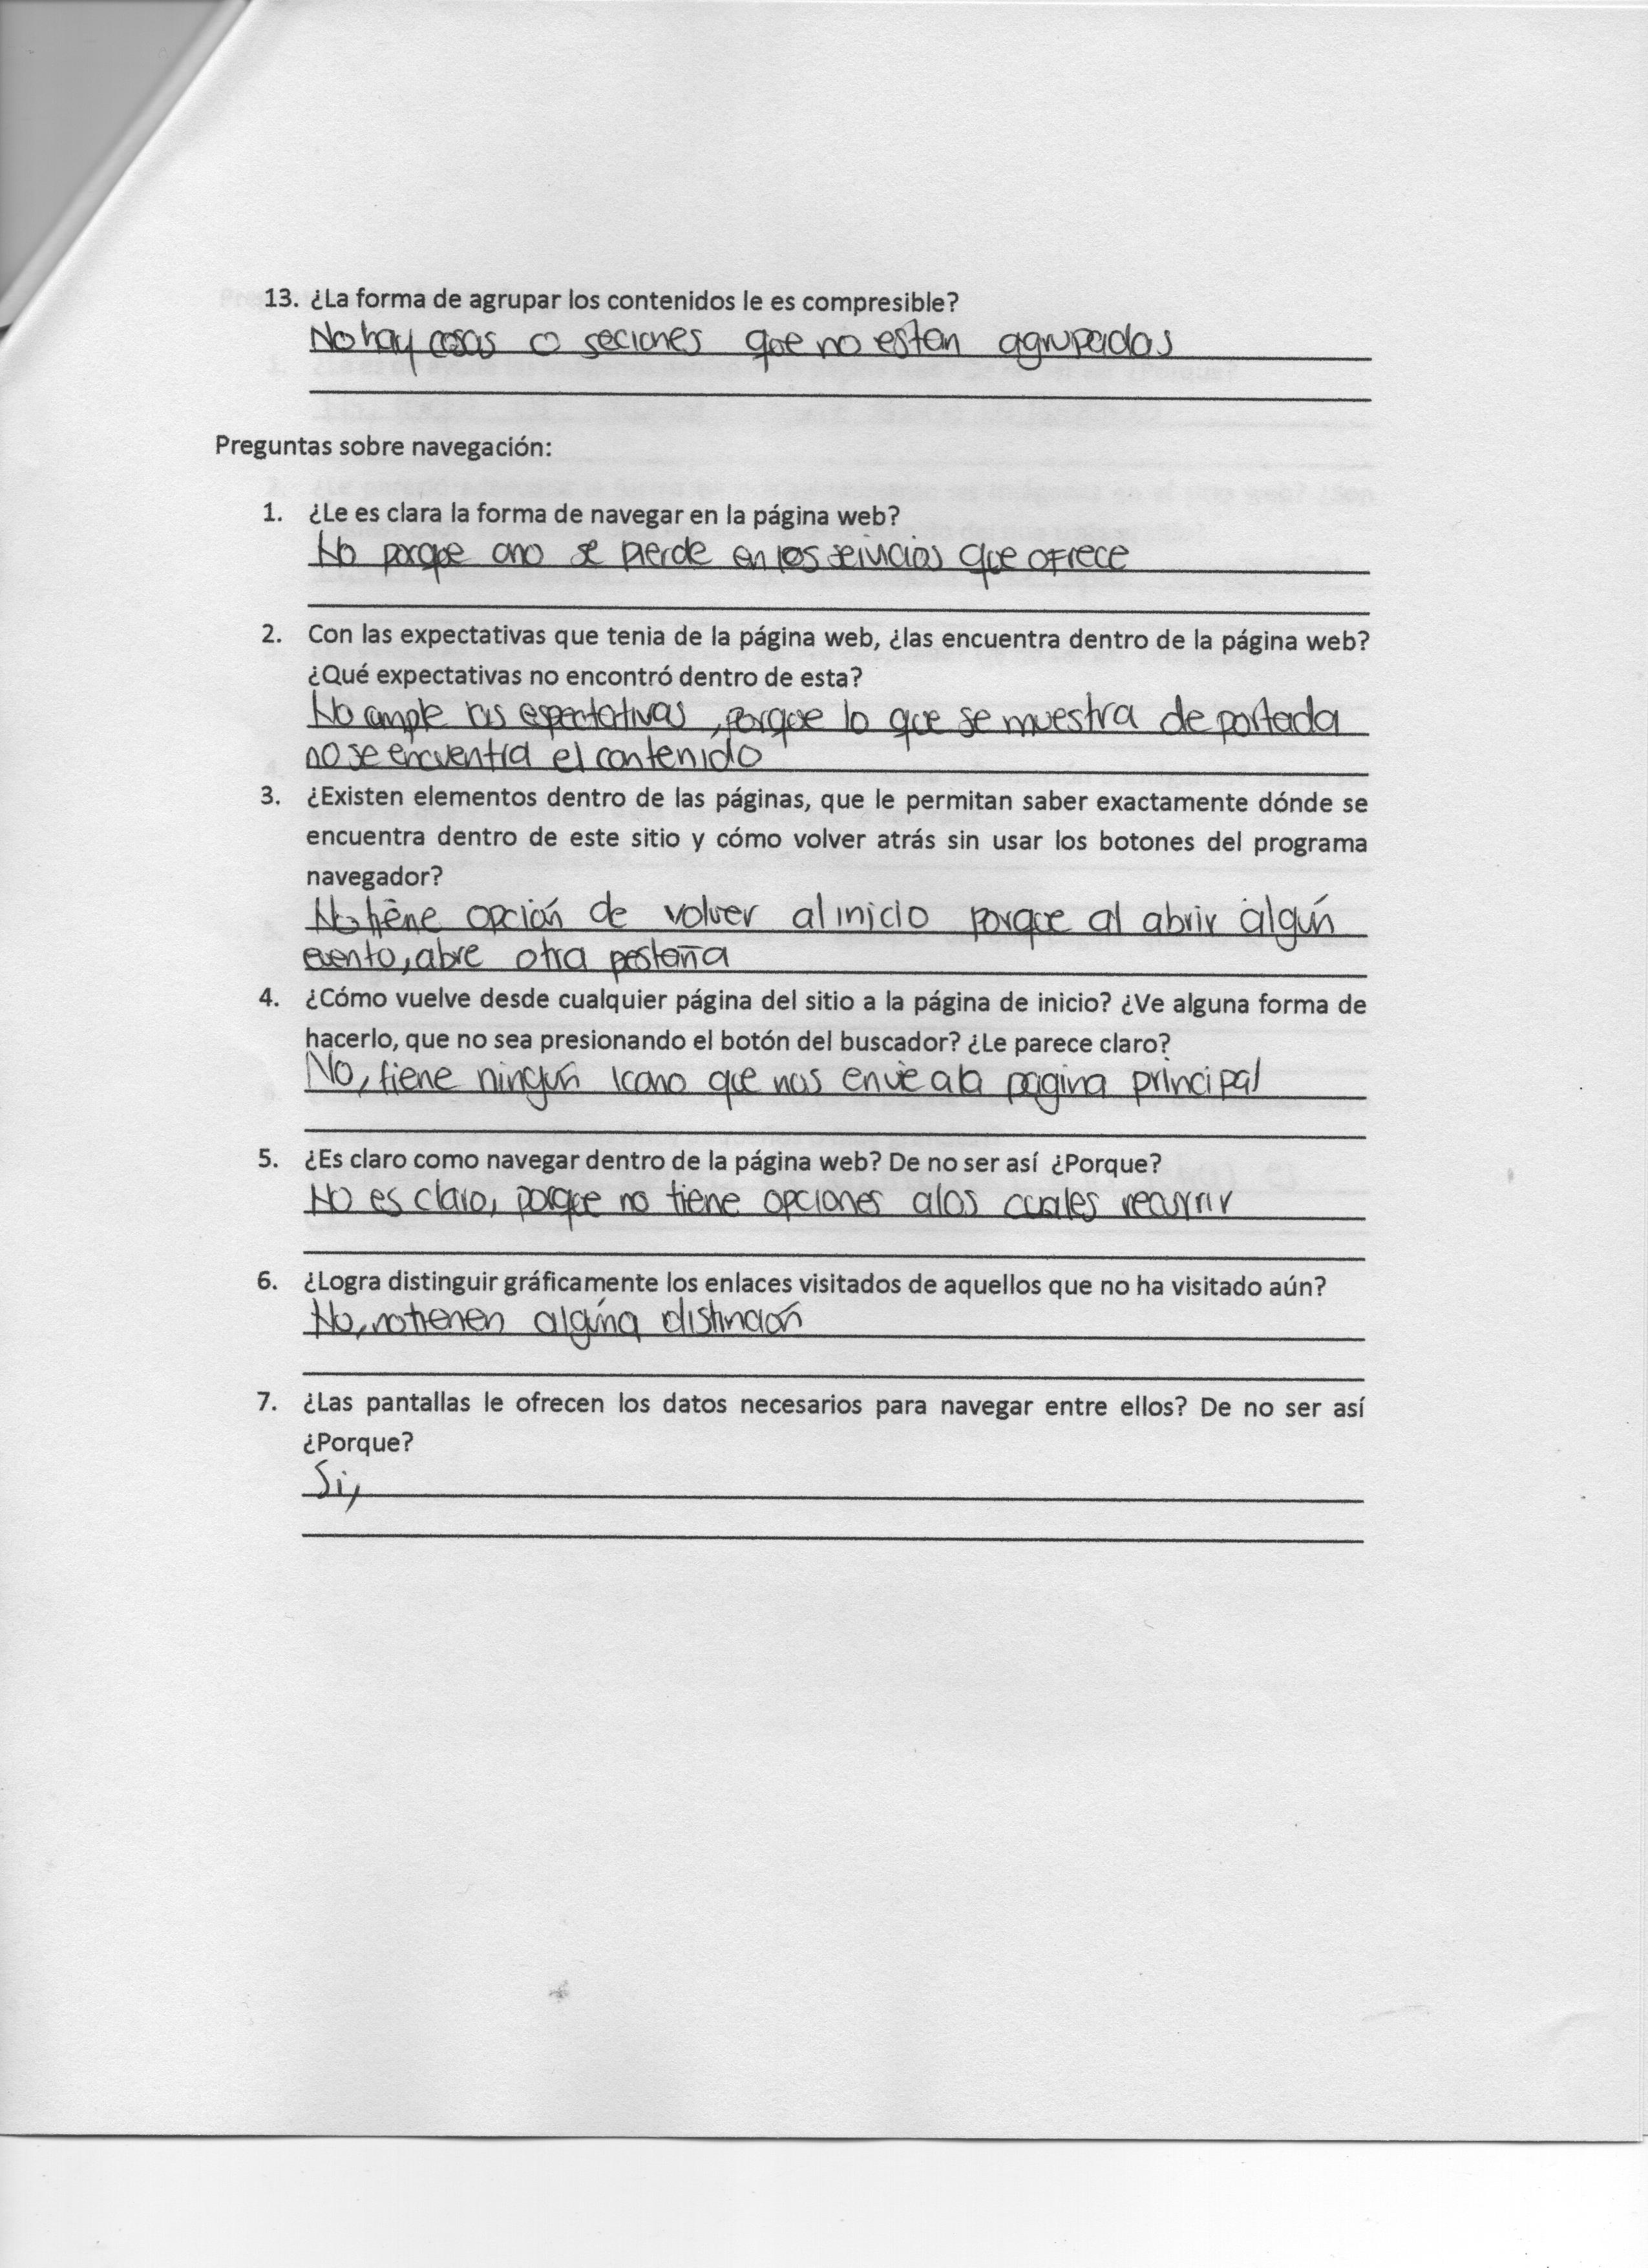 13. ¿La forma de agrupar los contenidos le es compresible?
No hay cosas o seciones que no estan agrupadas
Preguntas sobre navegación:
1. ¿Le es clara la forma de navegar en la página web?
No porque uno se pierde en los servicios que ofrece
2. Con las expectativas que tenia de la página web, ¿las encuentra dentro de la página web?
¿Qué expectativas no encontró dentro de esta?
No cumple las espectativas, porque lo que se muestra de portada
no se encuentra el contenido
3. ¿Existen elementos dentro de las páginas, que le permitan saber exactamente dónde se
encuentra dentro de este sitio y cómo volver atrás sin usar los botones del programa
navegador?
No tiene opción de volver al inicio porque al abrir algún
evento, abre otra pestaña
4. ¿Cómo vuelve desde cualquier página del sitio a la página de inicio? ¿Ve alguna forma de
hacerlo, que no sea presionando el botón del buscador? ¿Le parece claro?
No, tiene ningún icono que nos envie a la pagina principal
5. ¿Es claro como navegar dentro de la página web? De no ser así ¿Porque?
No es claro, porque no tiene opciones a los cuales recurrir
6. ¿Logra distinguir gráficamente los enlaces visitados de aquellos que no ha visitado aún?
No, no tienen algúna distinción
7. ¿Las pantallas le ofrecen los datos necesarios para navegar entre ellos? De no ser así
¿Porque?
Si,